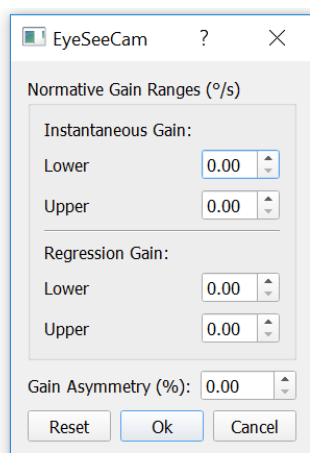 EyeSeeCam ?
Normative Gain Ranges (°/s)
Instantaneous Gain:
Lower 0.00
Upper 0.00
Regression Gain:
Lower 0.00
Upper 0.00
Gain Asymmetry (%): 0.00
Reset Ok Cancel